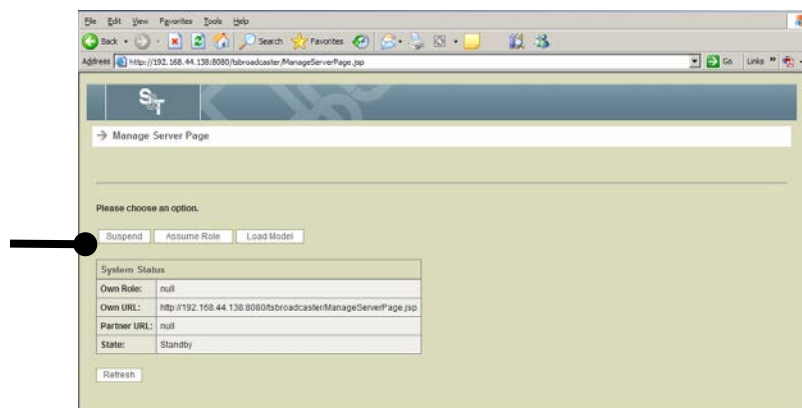 File Edit View Favorites Tools Help
Back Search Favorites
Address http://192.168.44.138:8080/tsbroadcaster/ManageServerPage.jsp Go Links »
ST
→ Manage Server Page
Please choose an option.
Suspend Assume Role Load Model
System Status
Own Role: null
Own URL: http://192.168.44.138:8080/tsbroadcaster/ManageServerPage.jsp
Partner URL: null
State: Standby
Refresh